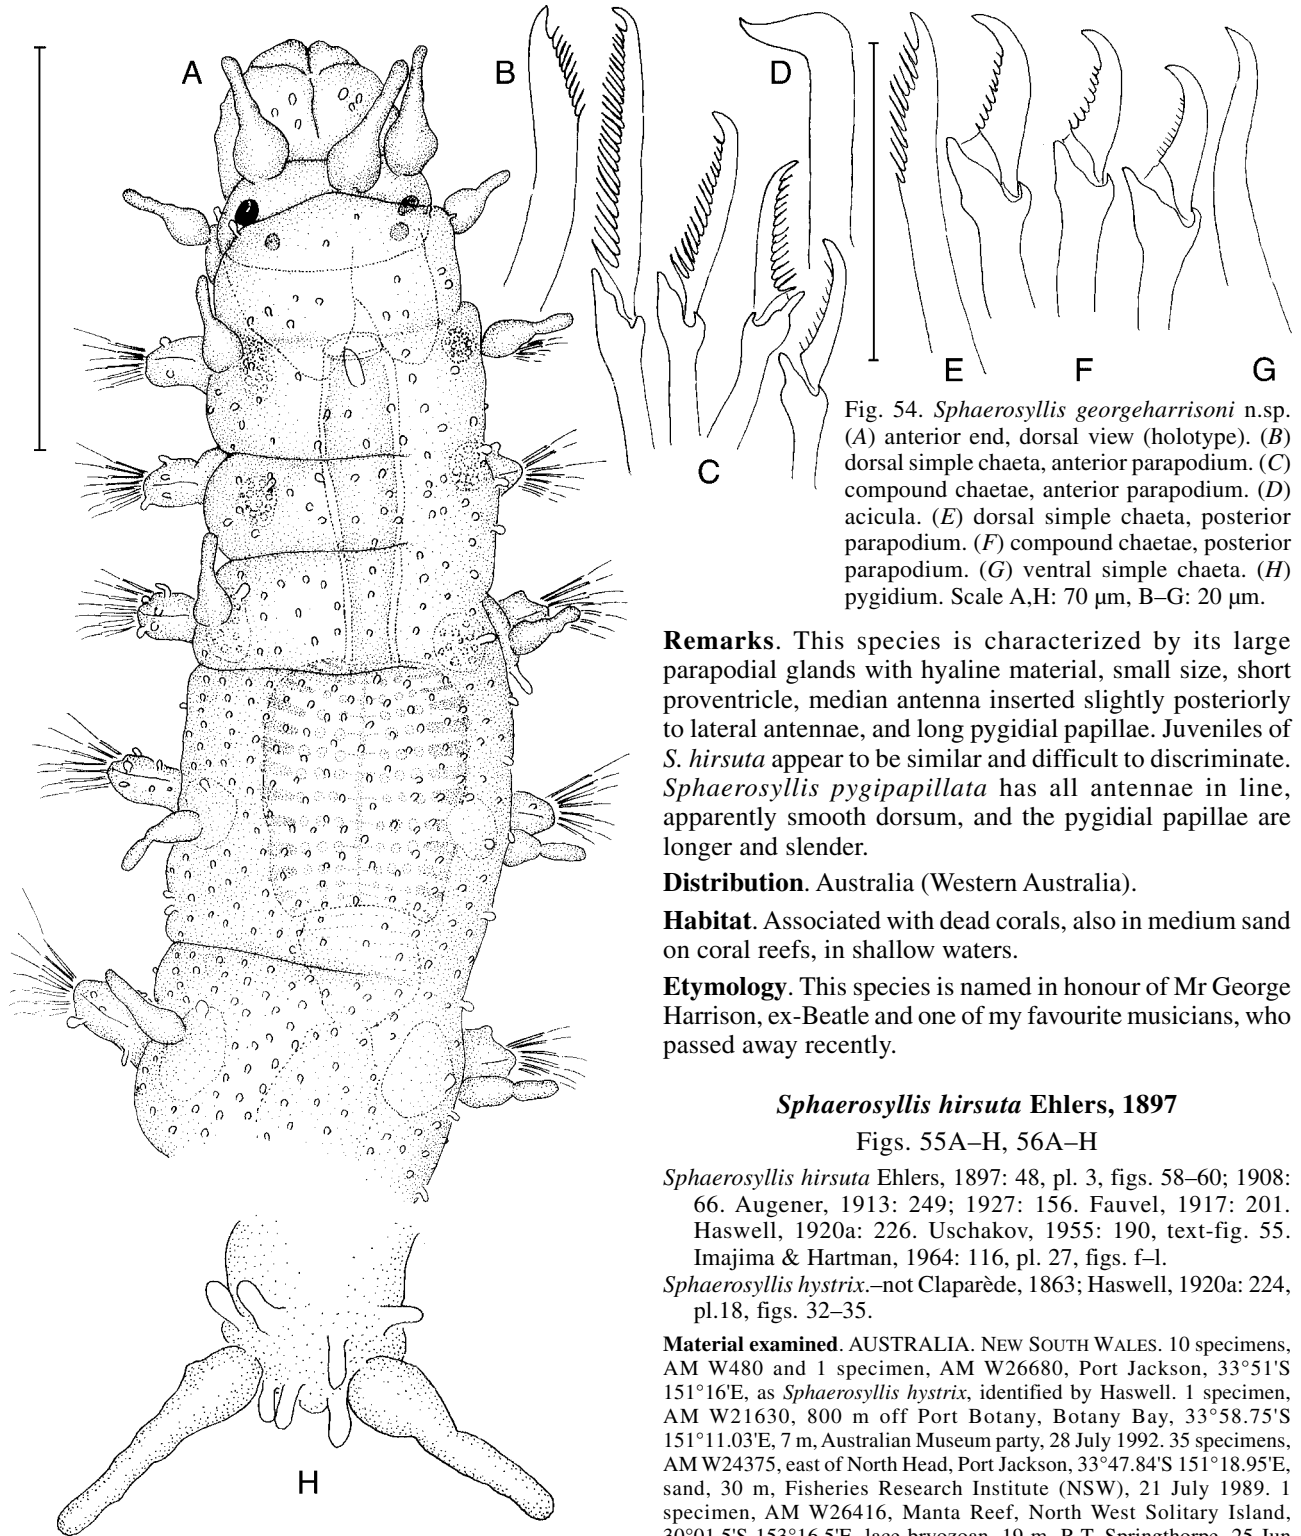 A
B
C
D
E
F
G
Fig. 54. Sphaerosyllis georgeharrisoni n.sp.
(A) anterior end, dorsal view (holotype). (B)
dorsal simple chaeta, anterior parapodium. (C)
compound chaetae, anterior parapodium. (D)
acicula. (E) dorsal simple chaeta, posterior
parapodium. (F) compound chaetae, posterior
parapodium. (G) ventral simple chaeta. (H)
pygidium. Scale A,H: 70 µm, B–G: 20 µm.
Remarks. This species is characterized by its large
parapodial glands with hyaline material, small size, short
proventricle, median antenna inserted slightly posteriorly
to lateral antennae, and long pygidial papillae. Juveniles of
S. hirsuta appear to be similar and difficult to discriminate.
Sphaerosyllis pygipapillata has all antennae in line,
apparently smooth dorsum, and the pygidial papillae are
longer and slender.
Distribution. Australia (Western Australia).
Habitat. Associated with dead corals, also in medium sand
on coral reefs, in shallow waters.
Etymology. This species is named in honour of Mr George
Harrison, ex-Beatle and one of my favourite musicians, who
passed away recently.
Sphaerosyllis hirsuta Ehlers, 1897
Figs. 55A–H, 56A–H
Sphaerosyllis hirsuta Ehlers, 1897: 48, pl. 3, figs. 58–60; 1908:
66. Augener, 1913: 249; 1927: 156. Fauvel, 1917: 201.
Haswell, 1920a: 226. Uschakov, 1955: 190, text-fig. 55.
Imajima & Hartman, 1964: 116, pl. 27, figs. f–l.
Sphaerosyllis hystrix.–not Claparède, 1863; Haswell, 1920a: 224,
pl.18, figs. 32–35.
Material examined. AUSTRALIA. NEW SOUTH WALES. 10 specimens,
AM W480 and 1 specimen, AM W26680, Port Jackson, 33°51'S
151°16'E, as Sphaerosyllis hystrix, identified by Haswell. 1 specimen,
AM W21630, 800 m off Port Botany, Botany Bay, 33°58.75'S
151°11.03'E, 7 m, Australian Museum party, 28 July 1992. 35 specimens,
AM W24375, east of North Head, Port Jackson, 33°47.84'S 151°18.95'E,
sand, 30 m, Fisheries Research Institute (NSW), 21 July 1989. 1
specimen, AM W26416, Manta Reef, North West Solitary Island,
30°01.5'S 153°16.5'E, lace bryozoan, 19 m, R.T. Springthorpe, 25 Jun
H